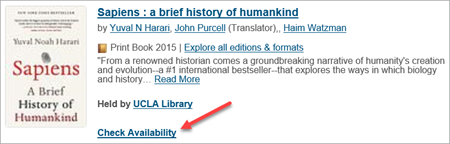 NEW YORK TIMES BESTSELLER
Yuval Noah Harari
Sapiens
A Brief
History of
Humankind
Sapiens : a brief history of humankind
by Yuval N Harari, John Purcell (Translator),, Haim Watzman
Print Book 2015 | Explore all editions & formats
"From a renowned historian comes a groundbreaking narrative of humanity's creation
and evolution--a #1 international bestseller--that explores the ways in which biology
and history… Read More
Held by UCLA Library
Check Availability